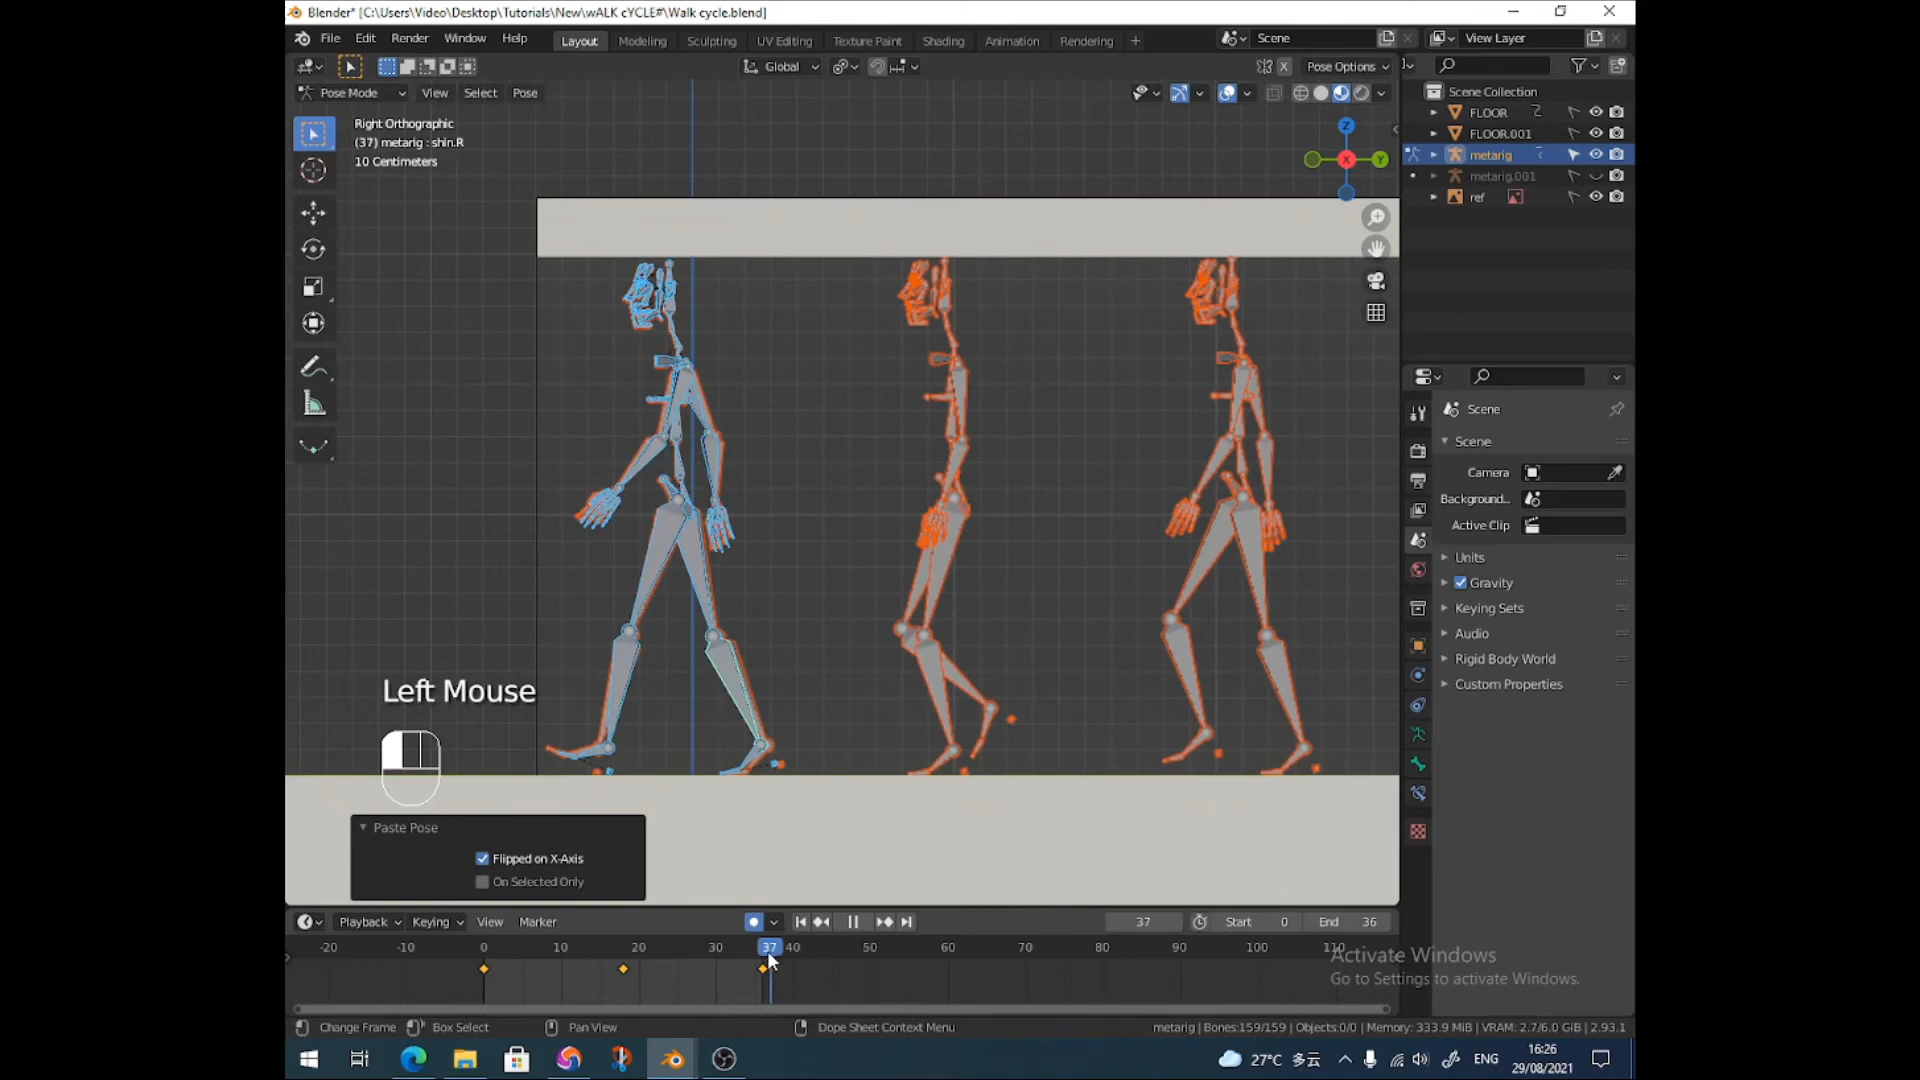 Blender* [C:\Users\Video\Desktop\Tutorials\New\wALK cYCLE#\Walk cycle.blend]
File Edit Render Window Help Layout Modeling Sculpting UV Editing Texture Paint Shading Animation Rendering + Scene View Layer
Global Pose Options
Pose Mode View Select Pose
Right Orthographic
(37) metarig : shin.R
10 Centimeters
Z
X
Y
Scene Collection
FLOOR
FLOOR.001
metarig
metarig.001
ref
Scene
Scene
Camera
Background...
Active Clip
Units
Gravity
Keying Sets
Audio
Rigid Body World
Custom Properties
Left Mouse
Paste Pose
Flipped on X-Axis
On Selected Only
Playback Keying View Marker 37 Start 0 End 36
-20 -10 0 10 20 30 37 40 50 60 70 80 90 100 110
Activate Windows
Go to Settings to activate Windows.
Change Frame Box Select Pan View Dope Sheet Context Menu metarig | Bones:159/159 | Objects:0/0 | Memory: 333.9 MiB | VRAM: 2.7/6.0 GiB | 2.93.1
27°C 多云 ENG 16:26
29/08/2021